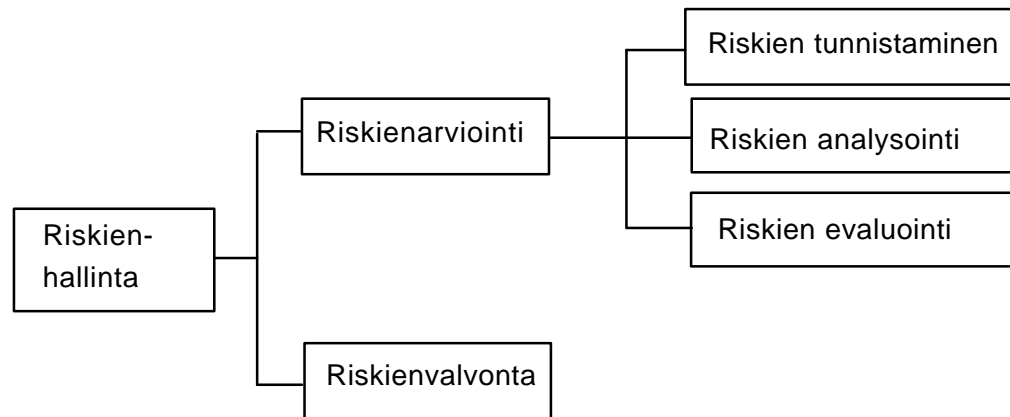 Riskien-
hallinta
Riskienarviointi
Riskienvalvonta
Riskien tunnistaminen
Riskien analysointi
Riskien evaluointi